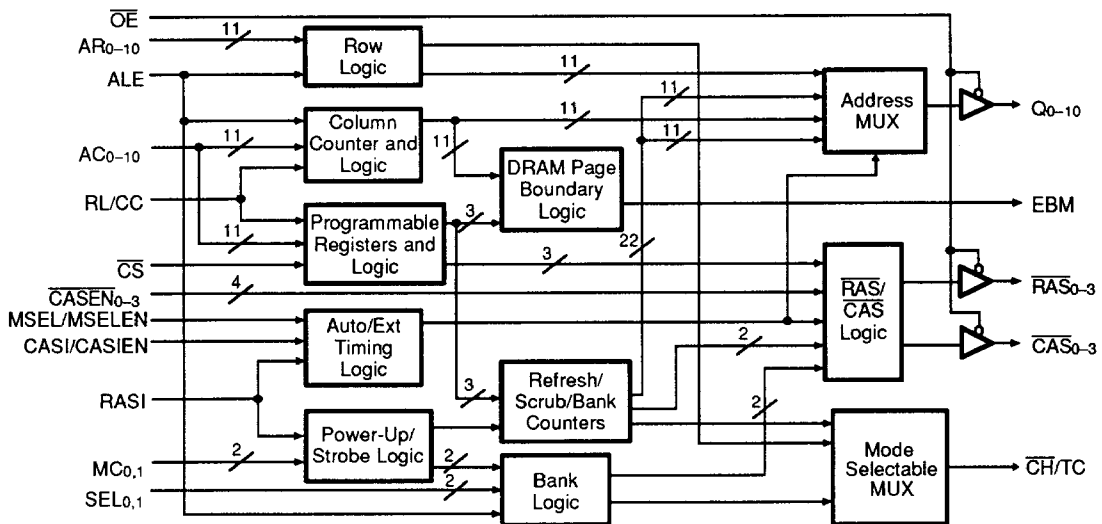 OE
AR0–10
ALE
AC0–10
RL/CC
CS
CASEN0–3
MSEL/MSELEN
CASI/CASIEN
RASI
MC0,1
SEL0,1
11
11
11
4
2
2
2
Row
Logic
Column
Counter and
Logic
Programmable
Registers and
Logic
Auto/Ext
Timing
Logic
Power-Up/
Strobe Logic
11
11
3
3
3
DRAM Page
Boundary
Logic
Refresh/
Scrub/Bank
Counters
Bank
Logic
11
11
11
22
2
2
Address
MUX
RAS/
CAS
Logic
Mode
Selectable
MUX
Q0–10
EBM
RAS0–3
CAS0–3
CH/TC